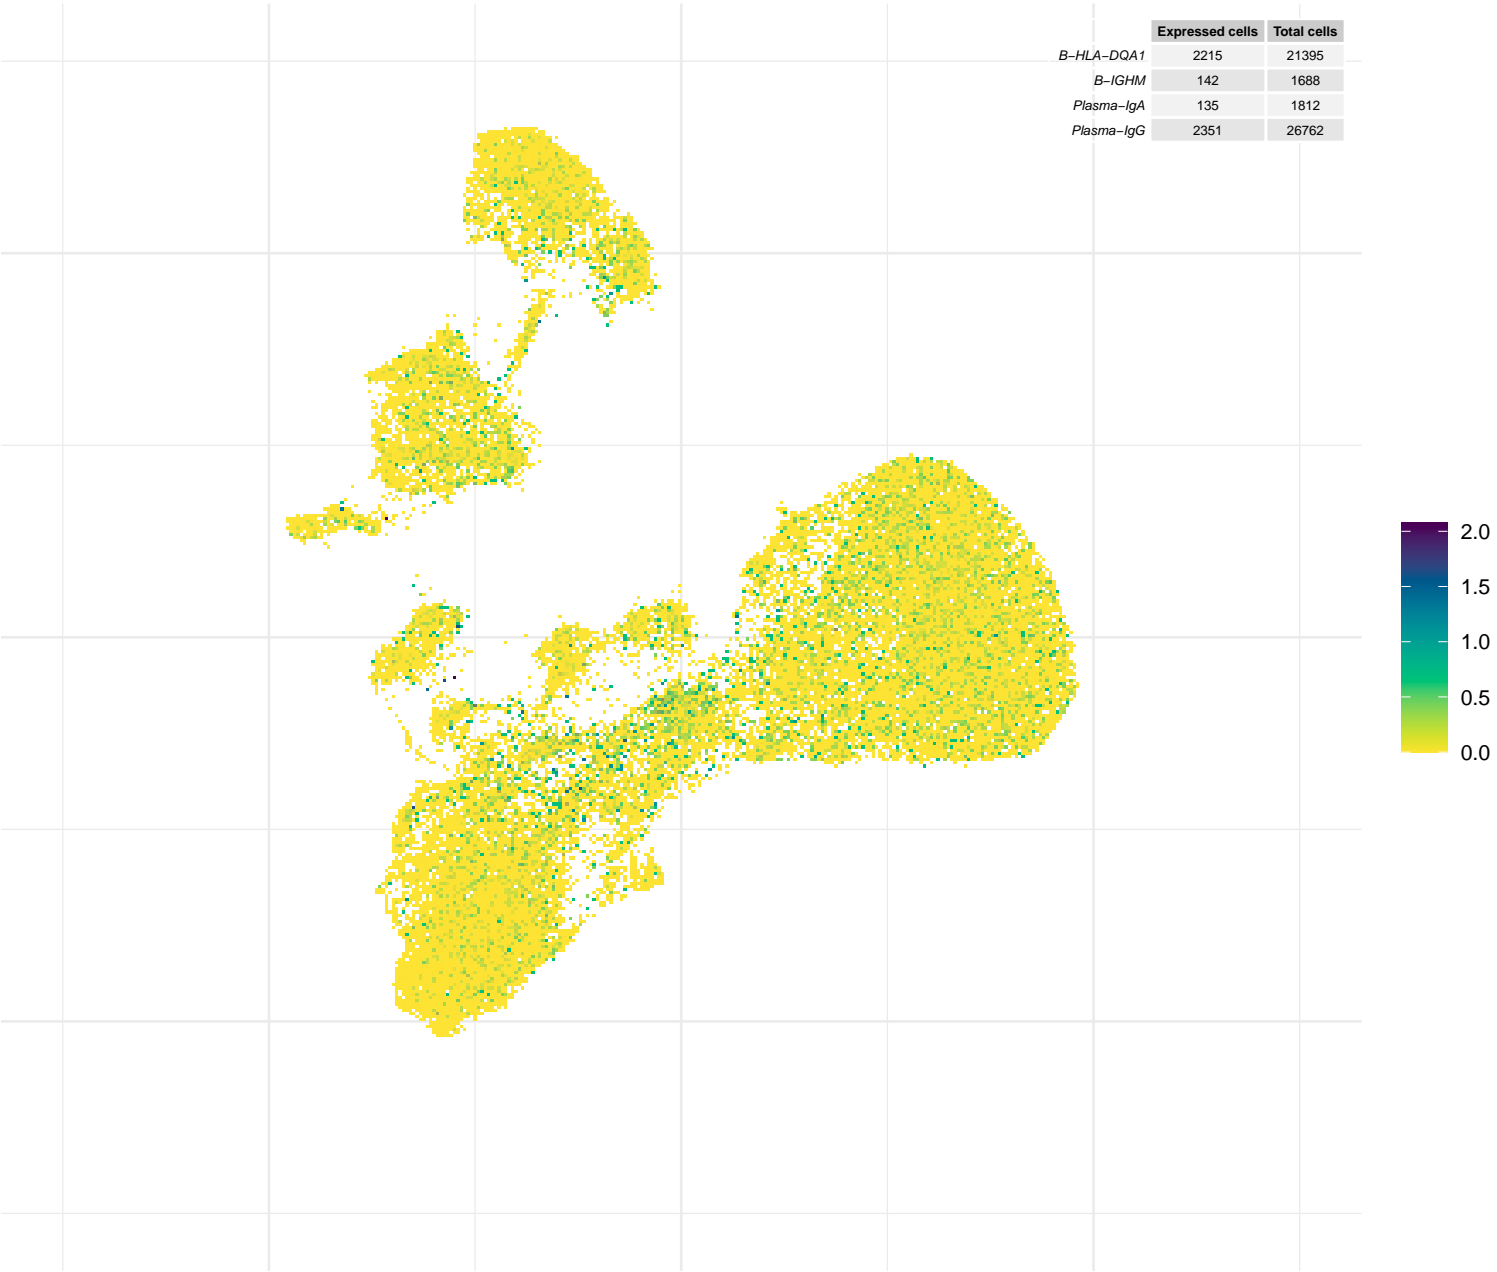 Expressed cells Total cells
B−HLA−DQA1 2215 21395
B−IGHM 142 1688
Plasma−IgA 135 1812
Plasma−IgG 2351 26762
2.0
1.5
1.0
0.5
0.0